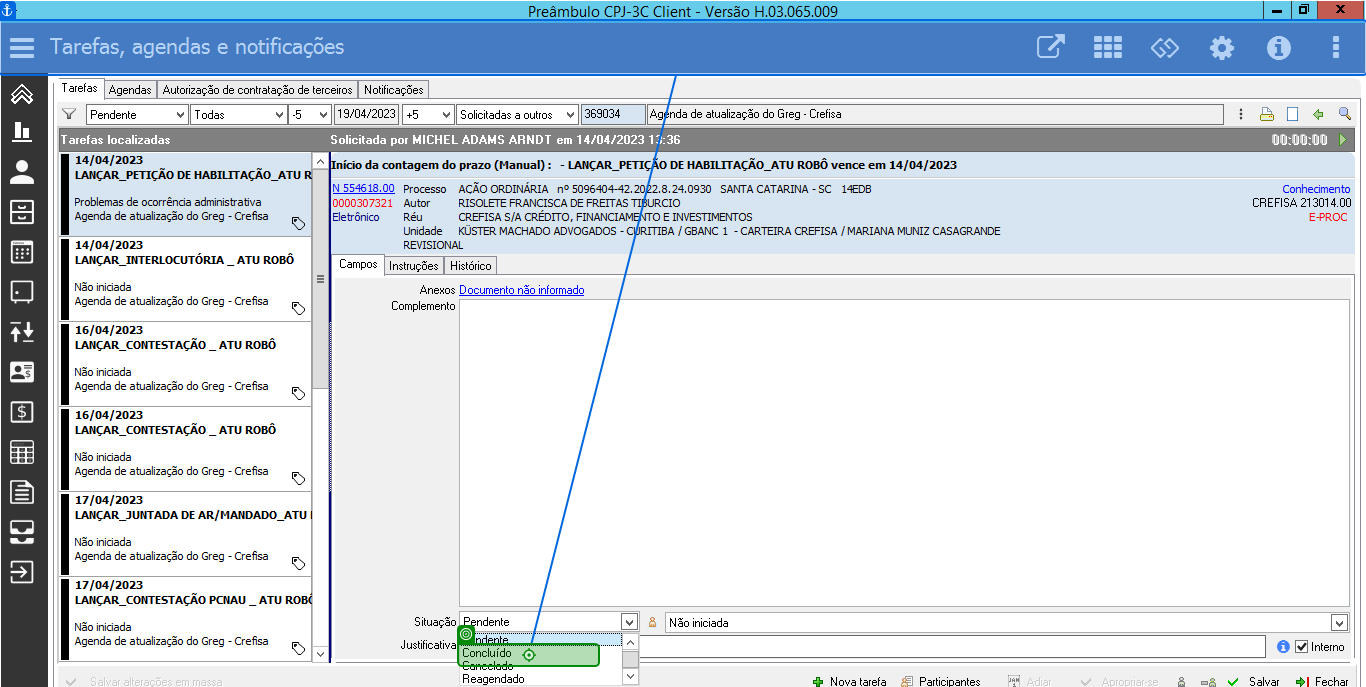 Preâmbulo CPJ-3C Client - Versão H.03.065.009
Tarefas, agendas e notificações
Tarefas Agendas Autorização de contratação de terceiros Notificações
Pendente Todas -5 19/04/2023 +5 Solicitadas a outros 369034 Agenda de atualização do Greg - Crefisa
Tarefas localizadas
Solicitada por MICHEL ADAMS ARNDT em 14/04/2023 13:36 00:00:00
14/04/2023
LANÇAR_PETIÇÃO DE HABILITAÇÃO_ATU R
Problemas de ocorrência administrativa
Agenda de atualização do Greg - Crefisa
14/04/2023
LANÇAR_INTERLOCUTÓRIA _ ATU ROBÔ
Não iniciada
Agenda de atualização do Greg - Crefisa
16/04/2023
LANÇAR_CONTESTAÇÃO _ ATU ROBÔ
Não iniciada
Agenda de atualização do Greg - Crefisa
16/04/2023
LANÇAR_CONTESTAÇÃO _ ATU ROBÔ
Não iniciada
Agenda de atualização do Greg - Crefisa
17/04/2023
LANÇAR_JUNTADA DE AR/MANDADO_ATU
Não iniciada
Agenda de atualização do Greg - Crefisa
17/04/2023
LANÇAR_CONTESTAÇÃO PCNAU _ ATU ROBÔ
Não iniciada
Agenda de atualização do Greg - Crefisa
Início da contagem do prazo (Manual) : - LANÇAR_PETIÇÃO DE HABILITAÇÃO_ATU ROBÔ vence em 14/04/2023
N 554618.00 Processo AÇÃO ORDINÁRIA nº 5096404-42.2022.8.24.0930 SANTA CATARINA - SC 14EDB Conhecimento
0000307321 Autor RISOLETE FRANCISCA DE FREITAS TIBURCIO CREFISA 213014.00
Eletrônico Réu CREFISA S/A CRÉDITO, FINANCIAMENTO E INVESTIMENTOS E-PROC
Unidade KÜSTER MACHADO ADVOGADOS - CURITIBA / GBANC 1 - CARTEIRA CREFISA / MARIANA MUNIZ CASAGRANDE
REVISIONAL
Campos Instruções Histórico
Anexos Documento não informado
Complemento
Situação Pendente Não iniciada
Justificativa Interno
Pendente
Concluído
Cancelado
Reagendado
Salvar alterações em massa Nova tarefa Participantes Adiar Apropriar-se Salvar Fechar